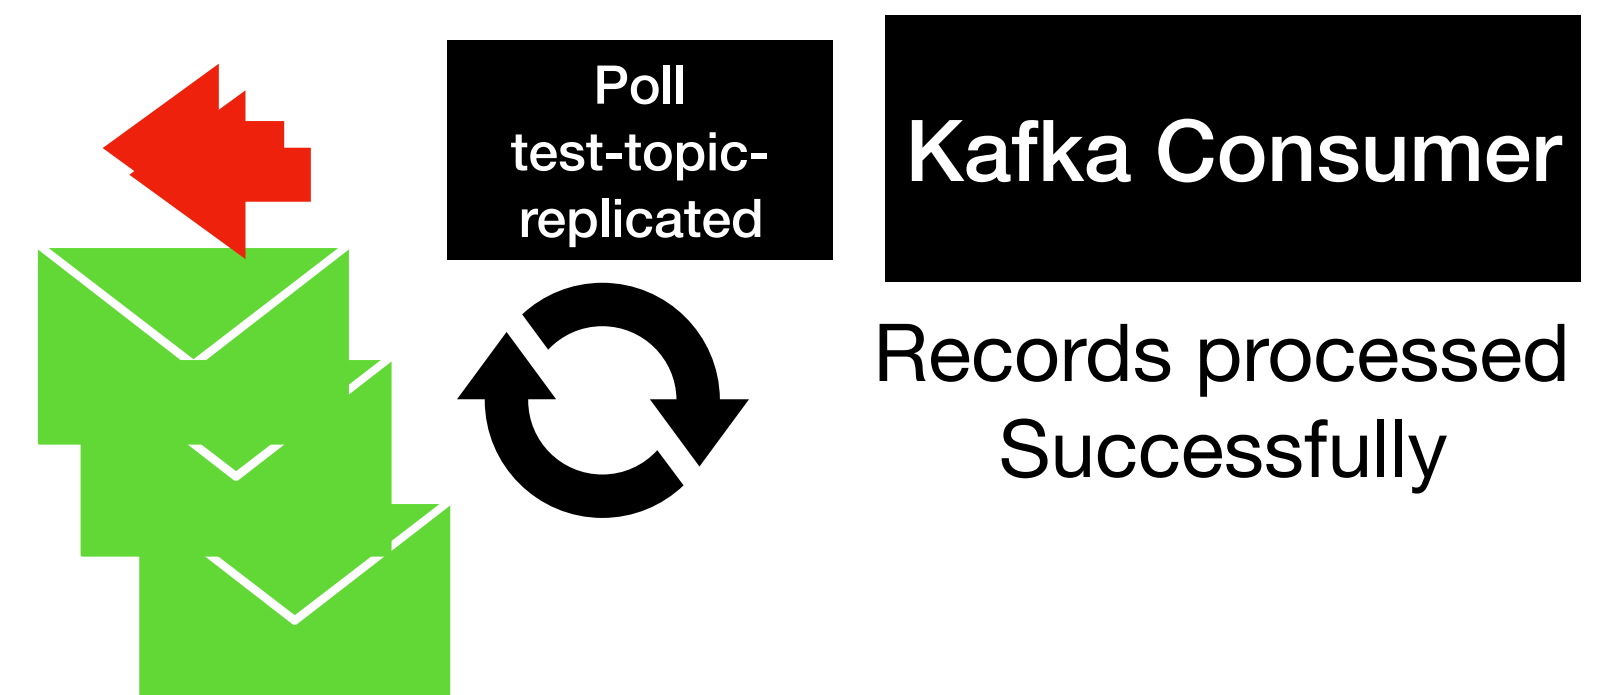 Poll
test-topic-
replicated
Kafka Consumer
Records processed
Successfully